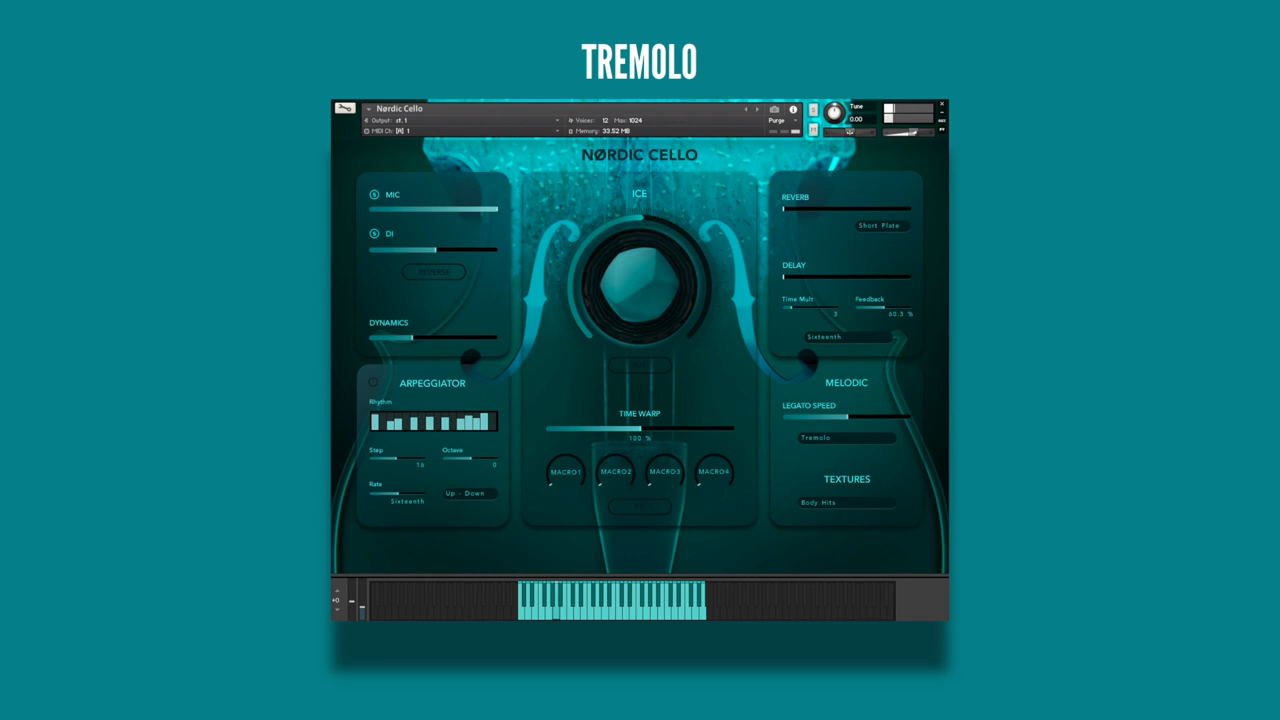 TREMOLO
Nørdic Cello
Output: st. 1
Voices: 12 Max: 1024
Purge
MIDI Ch: [A] 1
Memory: 33.52 MB
S
M
Tune
0.00
NØRDIC CELLO
MIC
DI
REVERSE
DYNAMICS
ARPEGGIATOR
Rhythm
Step
16
Octave
0
Rate
Sixteenth
Up - Down
ICE
TIME WARP
100 %
MACRO1
MACRO2
MACRO3
MACRO4
REVERB
Short Plate
DELAY
Time Mult
3
Feedback
60.3 %
Sixteenth
MELODIC
LEGATO SPEED
Tremolo
TEXTURES
Body Hits
+0